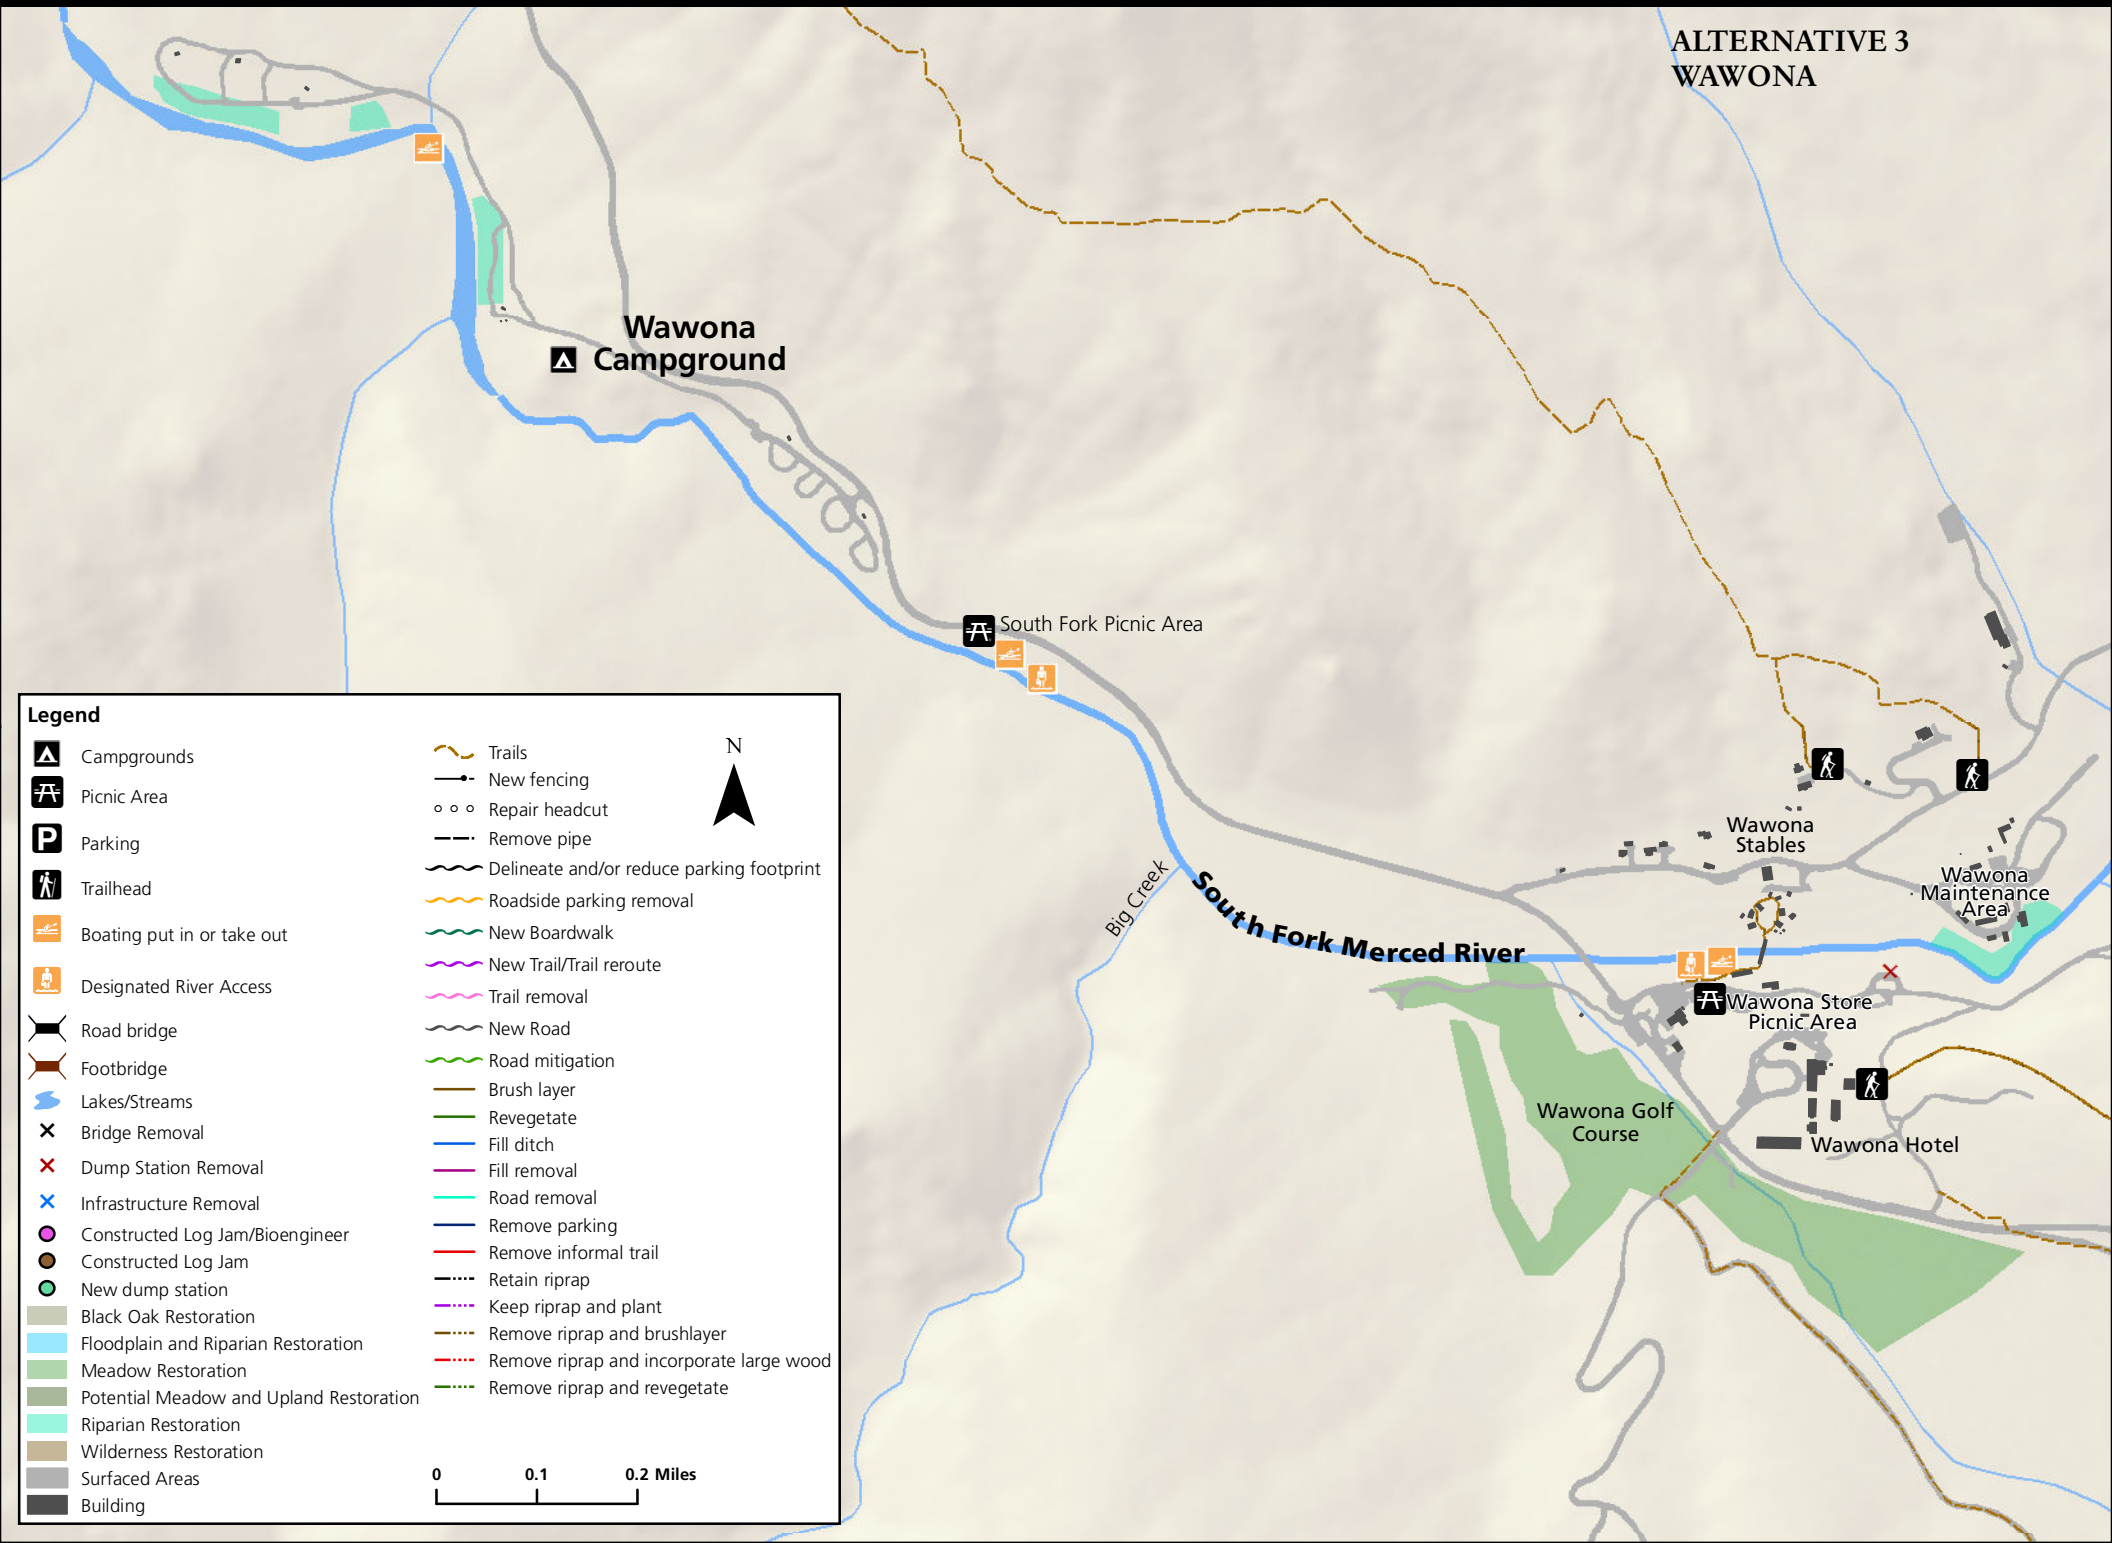 ALTERNATIVE 3
WAWONA
Wawona
Campground
South Fork Picnic Area
Wawona
Stables
Wawona
Maintenance
Area
Big Creek
South Fork Merced River
Wawona Store
Picnic Area
Wawona Golf
Course
Wawona Hotel
Legend
Campgrounds
Picnic Area
P
Parking
Trailhead
Boating put in or take out
Designated River Access
Road bridge
Footbridge
Lakes/Streams
Bridge Removal
Dump Station Removal
Infrastructure Removal
Constructed Log Jam/Bioengineer
Constructed Log Jam
New dump station
Black Oak Restoration
Floodplain and Riparian Restoration
Meadow Restoration
Potential Meadow and Upland Restoration
Riparian Restoration
Wilderness Restoration
Surfaced Areas
Building
Trails
New fencing
Repair headcut
Remove pipe
Delineate and/or reduce parking footprint
Roadside parking removal
New Boardwalk
New Trail/Trail reroute
Trail removal
New Road
Road mitigation
Brush layer
Revegetate
Fill ditch
Fill removal
Road removal
Remove parking
Remove informal trail
Retain riprap
Keep riprap and plant
Remove riprap and brushlayer
Remove riprap and incorporate large wood
Remove riprap and revegetate
N
0 0.1 0.2 Miles